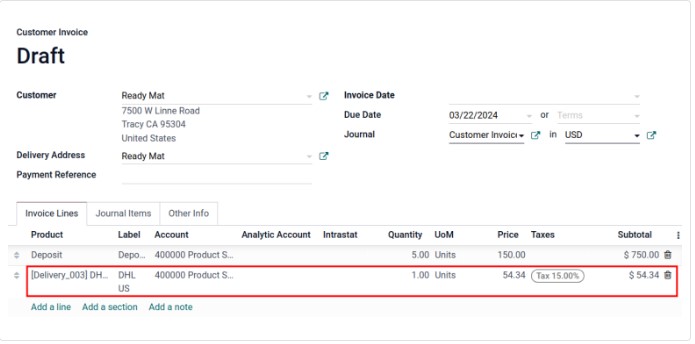 Customer Invoice
Draft
Customer Ready Mat Invoice Date
7500 W Linne Road
Tracy CA 95304
United States
Due Date 03/22/2024 or Terms
Journal Customer Invoic in USD
Delivery Address Ready Mat
Payment Reference
Invoice Lines Journal Items Other Info
Product Label Account Analytic Account Intrastat Quantity UoM Price Taxes Subtotal
Deposit Depo... 400000 Product S... 5.00 Units 150.00 $ 750.00
[Delivery_003] DH... DHL US 400000 Product S... 1.00 Units 54.34 Tax 15.00% $ 54.34
Add a line Add a section Add a note